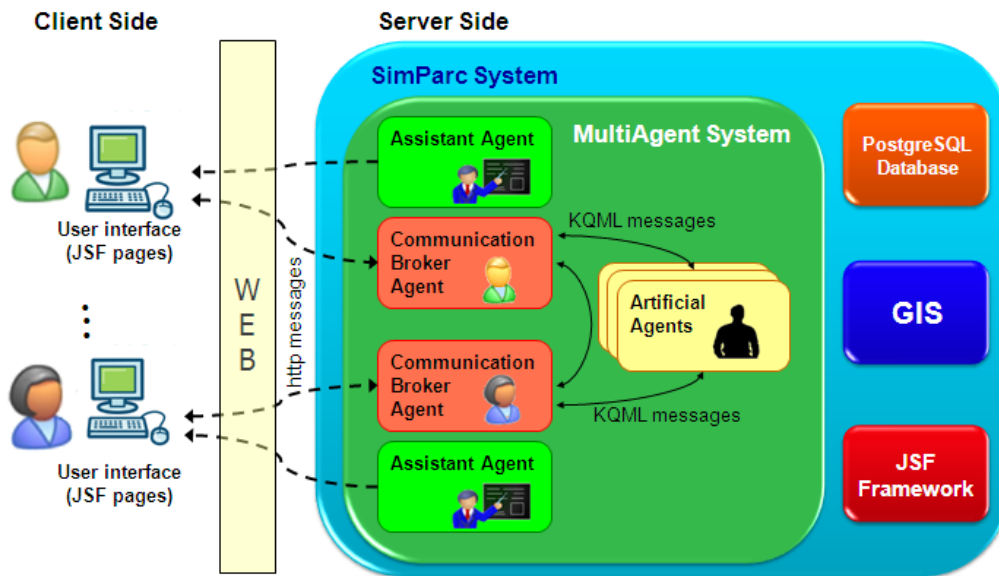 Client Side
Server Side
SimParc System
MultiAgent System
Assistant Agent
PostgreSQL
Database
User interface
(JSF pages)
KQML messages
Communication
Broker
Agent
W
E
B
http messages
Artificial
Agents
GIS
Communication
Broker
Agent
KQML messages
User interface
(JSF pages)
Assistant Agent
JSF
Framework